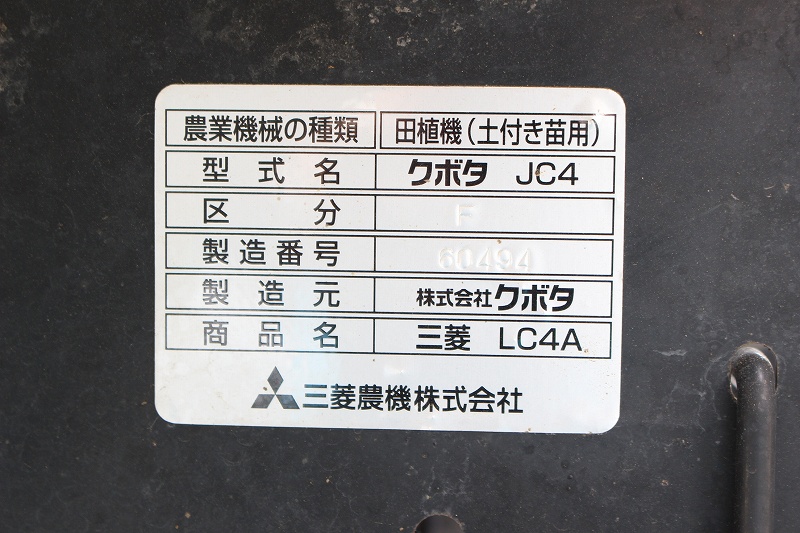 農業機械の種類 田植機(土付き苗用)
型式名 クボタ JC4
区分 F
製造番号 60494
製造元 株式会社クボタ
商品名 三菱 LC4A
三菱農機株式会社